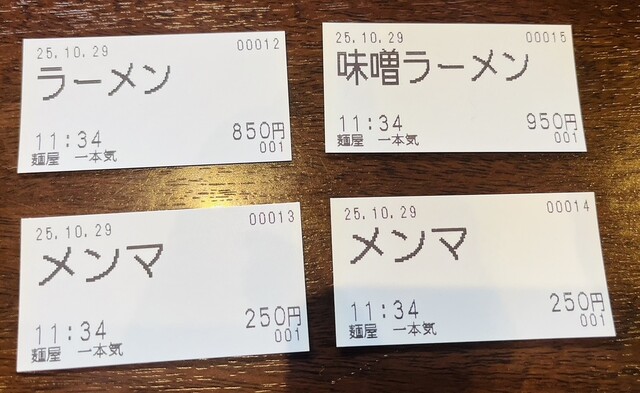 25.10.29 00012
ラーメン
11:34 850円
麺屋 一本気 001
25.10.29 00015
味噌ラーメン
11:34 950円
麺屋 一本気 001
25.10.29 00013
メンマ
11:34 250円
麺屋 一本気 001
25.10.29 00014
メンマ
11:34 250円
麺屋 一本気 001